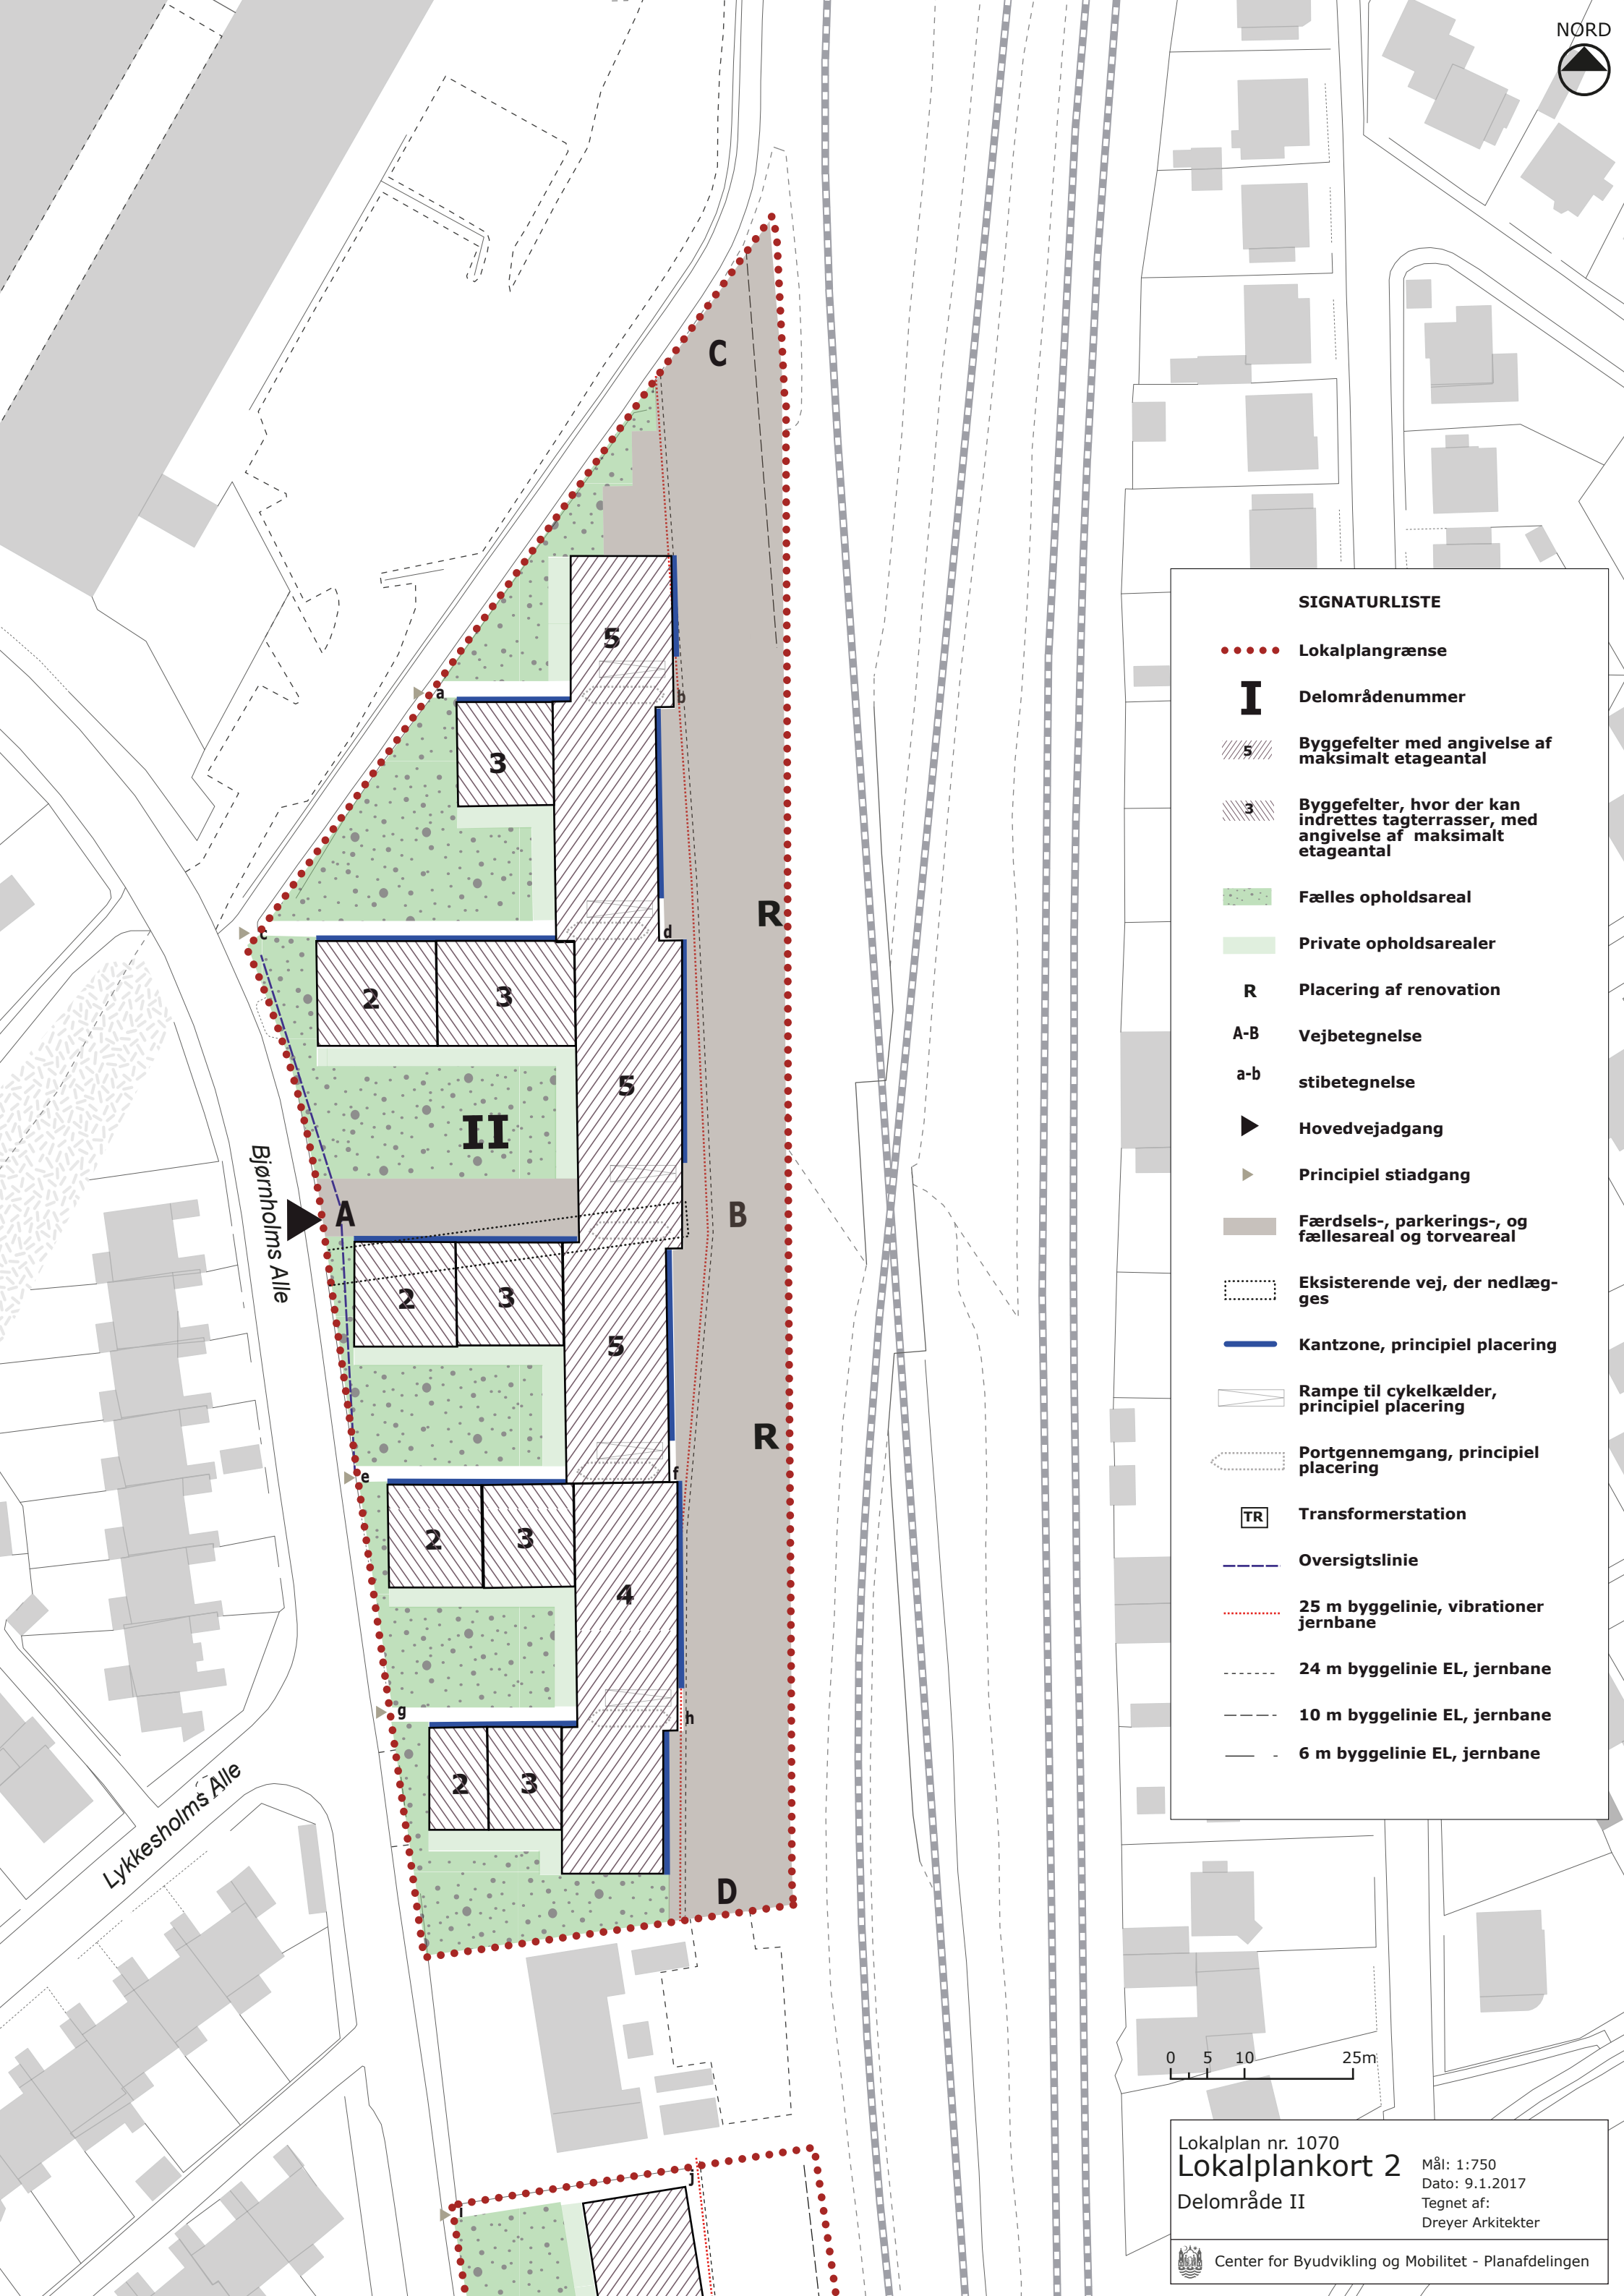 NORD
C
5
a
b
3
R
c
d
2
3
5
II
Bjørnholms Alle
A
B
2
3
5
R
e
f
2
3
4
g
h
2
3
Lykkesholms Alle
D
j
i
SIGNATURLISTE
Lokalplangrænse
I Delområdenummer
5 Byggefelter med angivelse af
maksimalt etageantal
3 Byggefelter, hvor der kan
indrettes tagterrasser, med
angivelse af maksimalt
etageantal
Fælles opholdsareal
Private opholdsarealer
R Placering af renovation
A-B Vejbetegnelse
a-b stibetegnelse
Hovedvejadgang
Principiel stiadgang
Færdsels-, parkerings-, og
fællesareal og torveareal
Eksisterende vej, der nedlæg-
ges
Kantzone, principiel placering
Rampe til cykelkælder,
principiel placering
Portgennemgang, principiel
placering
TR Transformerstation
Oversigtslinie
25 m byggelinie, vibrationer
jernbane
24 m byggelinie EL, jernbane
10 m byggelinie EL, jernbane
6 m byggelinie EL, jernbane
0 5 10 25m
Lokalplan nr. 1070
Lokalplankort 2
Delområde II
Mål: 1:750
Dato: 9.1.2017
Tegnet af:
Dreyer Arkitekter
Center for Byudvikling og Mobilitet - Planafdelingen